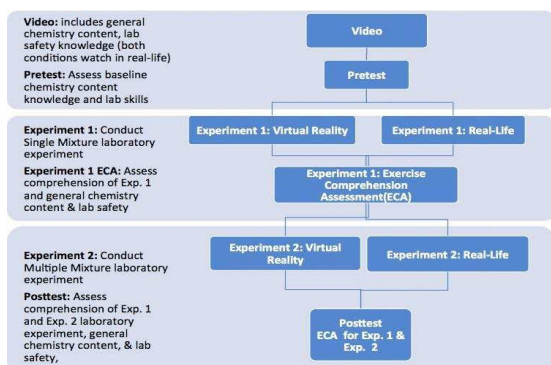 Video: includes general
chemistry content, lab
safety knowledge (both
conditions watch in real-life)
Pretest: Assess baseline
chemistry content
knowledge and lab skills
Video
Pretest
Experiment 1: Conduct
Single Mixture laboratory
experiment
Experiment 1 ECA: Assess
comprehension of Exp. 1
and general chemistry
content & lab safety
Experiment 1: Virtual Reality
Experiment 1: Real-Life
Experiment 1: Exercise
Comprehension
Assessment(ECA)
Experiment 2: Conduct
Multiple Mixture laboratory
experiment
Posttest: Assess
comprehension of Exp. 1
and Exp. 2 laboratory
experiment, general
chemistry content, & lab
safety,
Experiment 2: Virtual
Reality
Experiment 2: Real-Life
Posttest
ECA for Exp. 1 &
Exp. 2